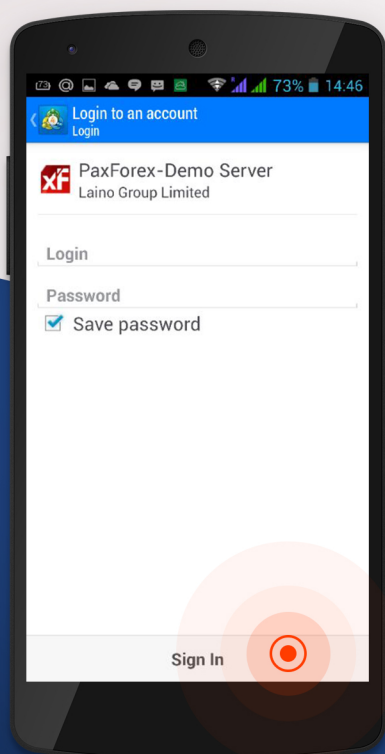 73 73% 14:46
Login to an account
Login
XF PaxForex-Demo Server
Laino Group Limited
Login
Password
Save password
Sign In